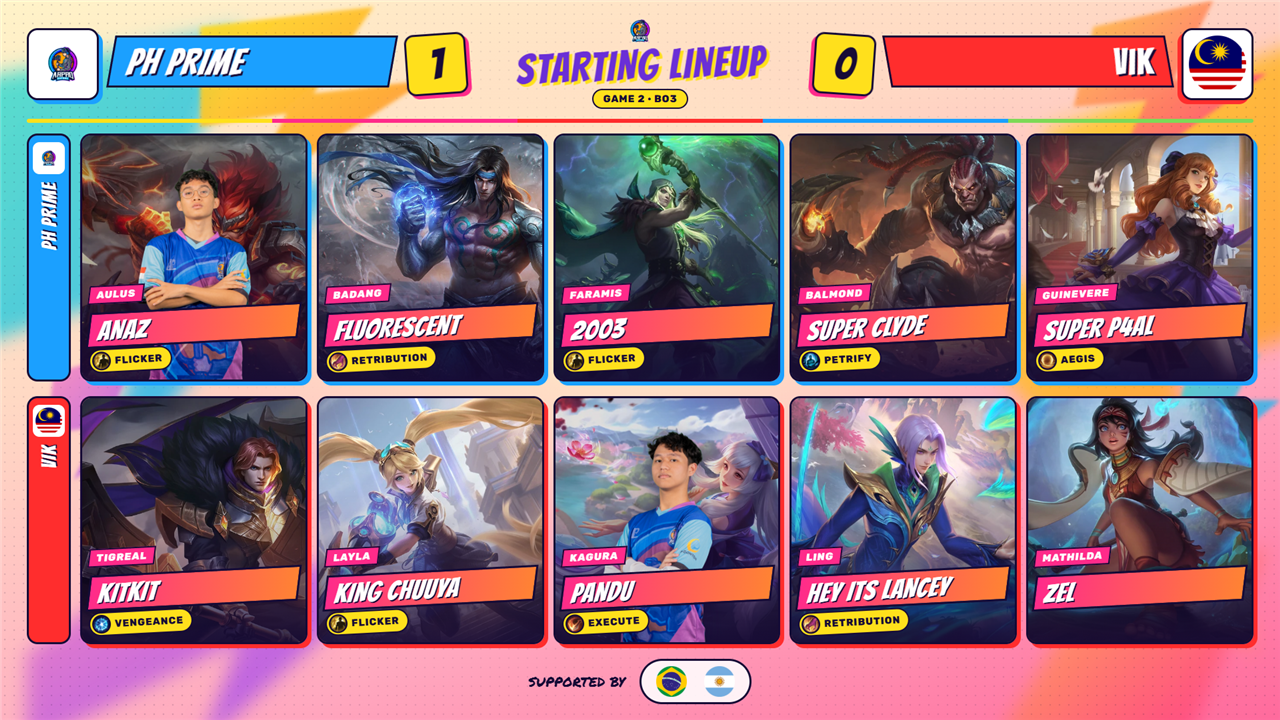 PH PRIME
1
STARTING LINEUP
GAME 2 • BO3
0
VIK
PH PRIME
AULUS
ANAZ
FLICKER
BADANG
FLUORESCENT
RETRIBUTION
FARAMIS
2003
FLICKER
BALMOND
SUPER CLYDE
PETRIFY
GUINEVERE
SUPER P4AL
AEGIS
VIK
TIGREAL
KITKIT
VENGEANCE
LAYLA
KING CHUUYA
FLICKER
KAGURA
PANDU
EXECUTE
LING
HEY ITS LANCEY
RETRIBUTION
MATHILDA
ZEL
SUPPORTED BY